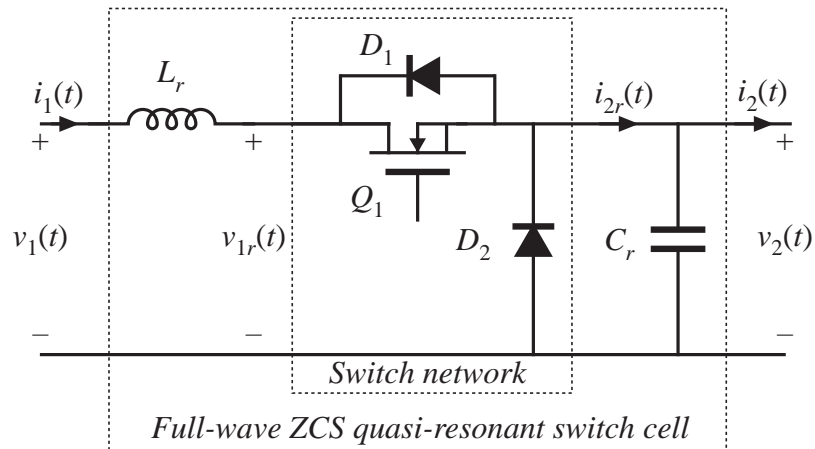 D₁
Lᵣ
i₁(t)
i₂ᵣ(t)
i₂(t)
+
+
+
Q₁
v₁(t)
v₁ᵣ(t)
D₂
Cᵣ
v₂(t)
–
–
–
Switch network
Full-wave ZCS quasi-resonant switch cell